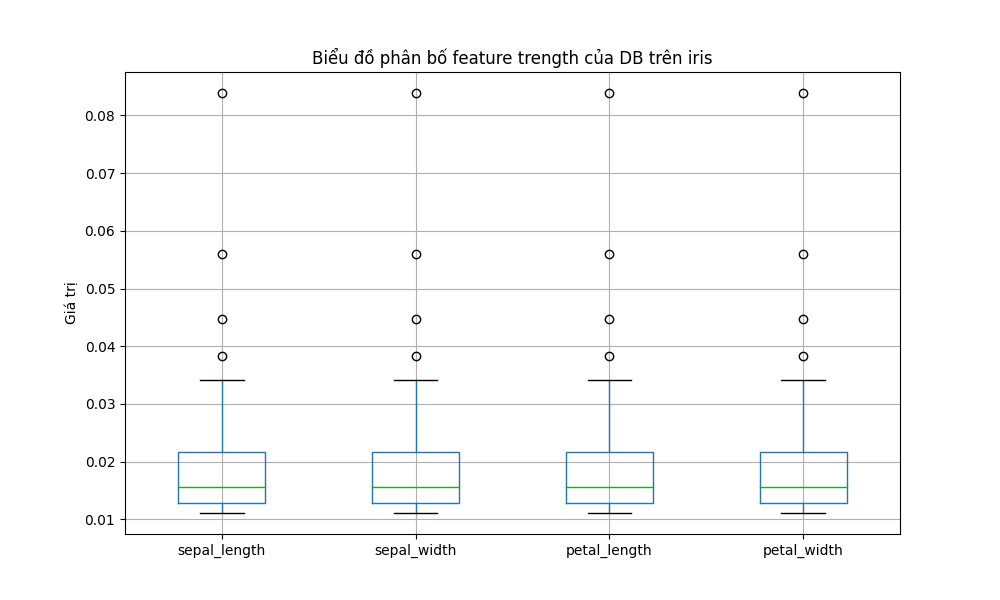 Biểu đồ phân bố feature trength của DB trên iris
0.08
0.07
0.06
0.05
0.04
0.03
0.02
0.01
Giá trị
sepal_length sepal_width petal_length petal_width